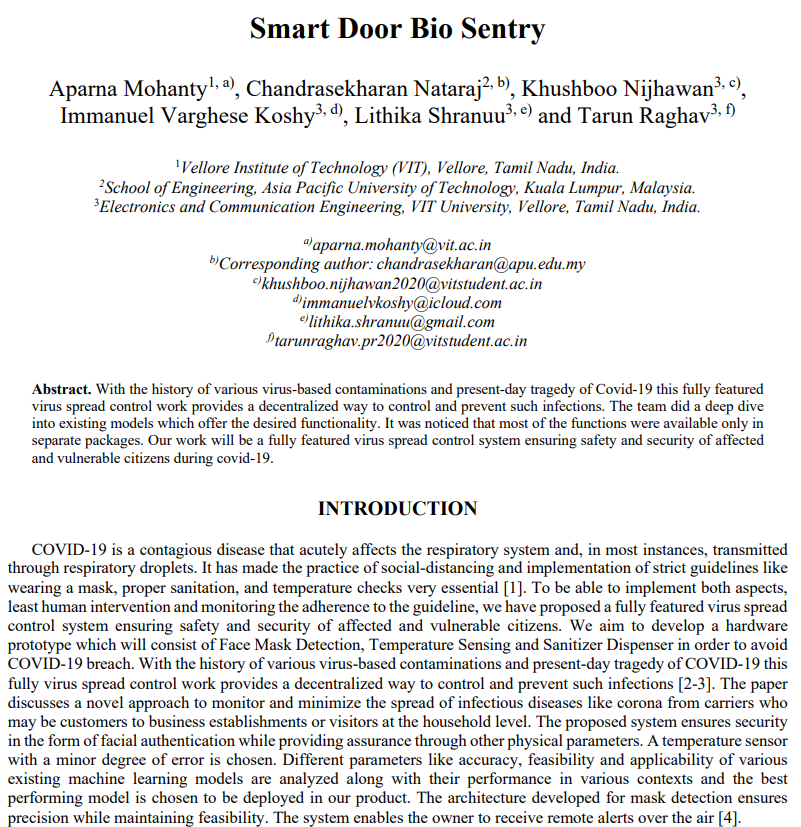 Smart Door Bio Sentry
Aparna Mohanty1, a), Chandrasekharan Nataraj2, b), Khushboo Nijhawan3, c),
Immanuel Varghese Koshy3, d), Lithika Shranuu3, e) and Tarun Raghav3, f)
1Vellore Institute of Technology (VIT), Vellore, Tamil Nadu, India.
2School of Engineering, Asia Pacific University of Technology, Kuala Lumpur, Malaysia.
3Electronics and Communication Engineering, VIT University, Vellore, Tamil Nadu, India.
a)aparna.mohanty@vit.ac.in
b)Corresponding author: chandrasekharan@apu.edu.my
c)khushboo.nijhawan2020@vitstudent.ac.in
d)immanuelvkoshy@icloud.com
e)lithika.shranuu@gmail.com
f)tarunraghav.pr2020@vitstudent.ac.in
Abstract. With the history of various virus-based contaminations and present-day tragedy of Covid-19 this fully featured
virus spread control work provides a decentralized way to control and prevent such infections. The team did a deep dive
into existing models which offer the desired functionality. It was noticed that most of the functions were available only in
separate packages. Our work will be a fully featured virus spread control system ensuring safety and security of affected
and vulnerable citizens during covid-19.
INTRODUCTION
COVID-19 is a contagious disease that acutely affects the respiratory system and, in most instances, transmitted
through respiratory droplets. It has made the practice of social-distancing and implementation of strict guidelines like
wearing a mask, proper sanitation, and temperature checks very essential [1]. To be able to implement both aspects,
least human intervention and monitoring the adherence to the guideline, we have proposed a fully featured virus spread
control system ensuring safety and security of affected and vulnerable citizens. We aim to develop a hardware
prototype which will consist of Face Mask Detection, Temperature Sensing and Sanitizer Dispenser in order to avoid
COVID-19 breach. With the history of various virus-based contaminations and present-day tragedy of COVID-19 this
fully virus spread control work provides a decentralized way to control and prevent such infections [2-3]. The paper
discusses a novel approach to monitor and minimize the spread of infectious diseases like corona from carriers who
may be customers to business establishments or visitors at the household level. The proposed system ensures security
in the form of facial authentication while providing assurance through other physical parameters. A temperature sensor
with a minor degree of error is chosen. Different parameters like accuracy, feasibility and applicability of various
existing machine learning models are analyzed along with their performance in various contexts and the best
performing model is chosen to be deployed in our product. The architecture developed for mask detection ensures
precision while maintaining feasibility. The system enables the owner to receive remote alerts over the air [4].